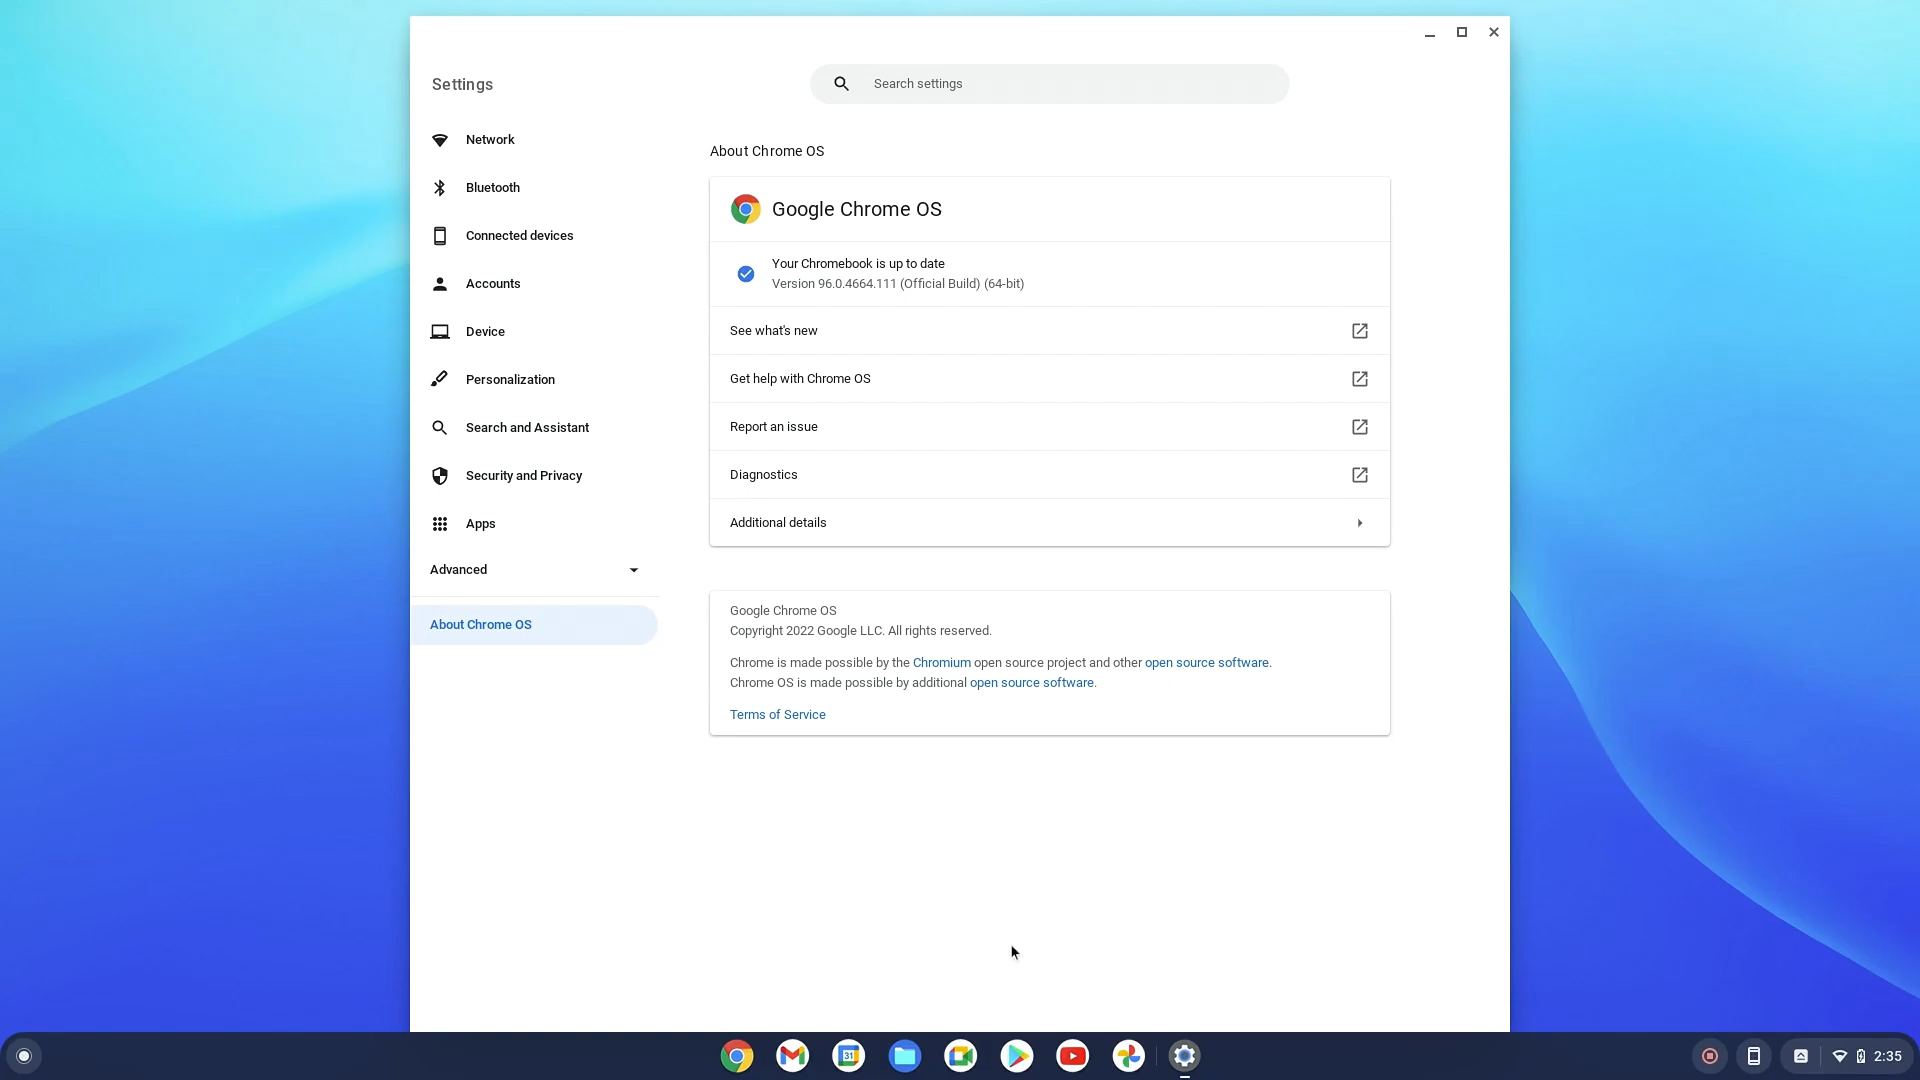 Settings
Search settings
Network
Bluetooth
Connected devices
Accounts
Device
Personalization
Search and Assistant
Security and Privacy
Apps
Advanced
About Chrome OS
About Chrome OS
Google Chrome OS
Your Chromebook is up to date
Version 96.0.4664.111 (Official Build) (64-bit)
See what's new
Get help with Chrome OS
Report an issue
Diagnostics
Additional details
Google Chrome OS
Copyright 2022 Google LLC. All rights reserved.
Chrome is made possible by the Chromium open source project and other open source software.
Chrome OS is made possible by additional open source software.
Terms of Service
31
2:35